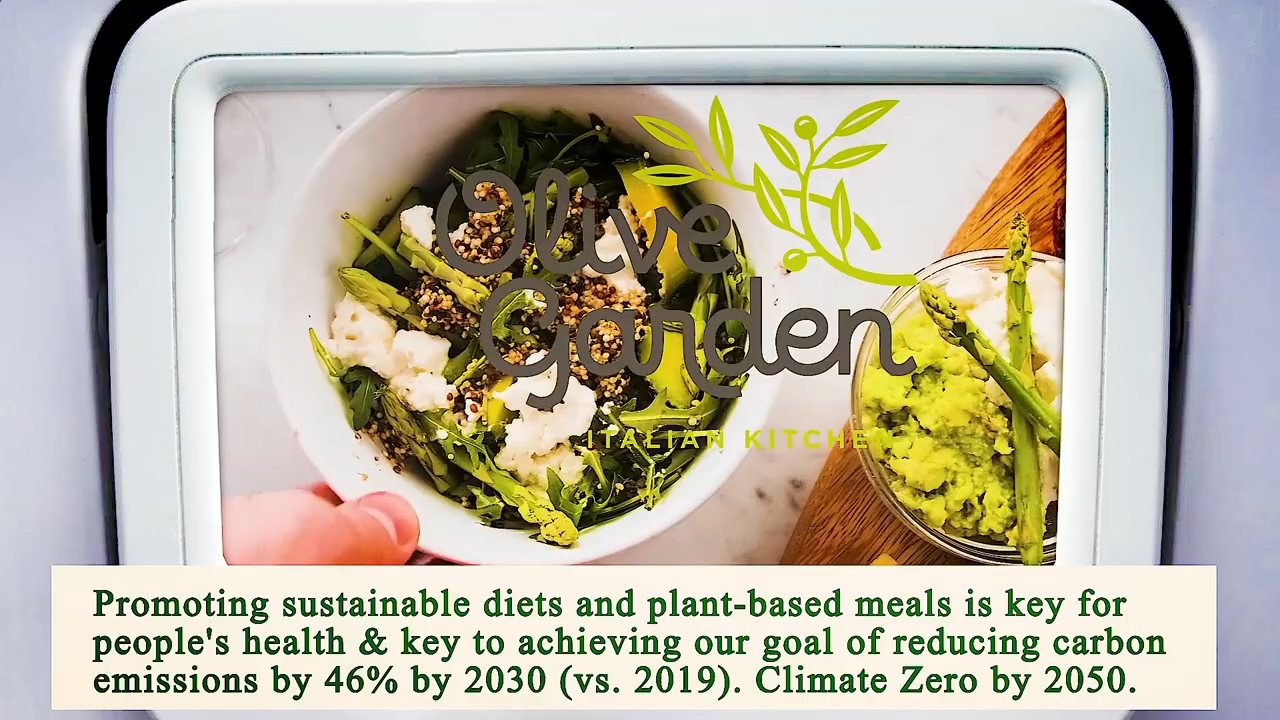 Olive
Garden
ITALIAN KITCHEN
Promoting sustainable diets and plant-based meals is key for
people's health & key to achieving our goal of reducing carbon
emissions by 46% by 2030 (vs. 2019). Climate Zero by 2050.